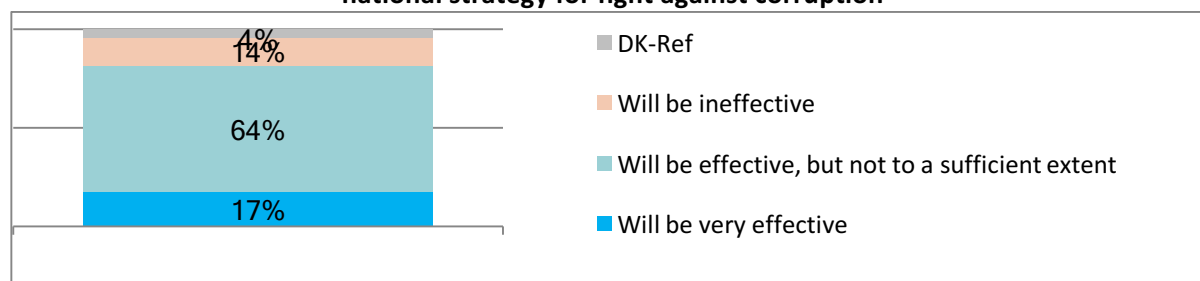 national strategy for fight against corruption
4%
14%
64%
17%
DK-Ref
Will be ineffective
Will be effective, but not to a sufficient extent
Will be very effective